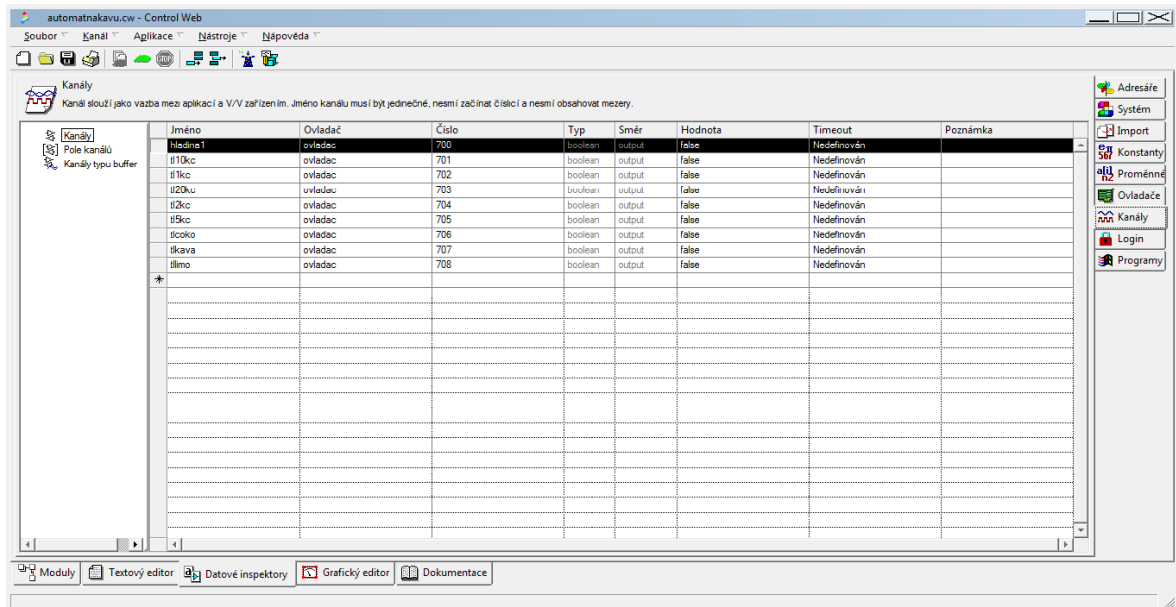 automatnakavu.cw - Control Web
Soubor Kanál Aplikace Nástroje Nápověda
STOP
Kanály
Kanál slouží jako vazba mezi aplikací a V/V zařízením. Jméno kanálu musí být jedinečné, nesmí začínat číslicí a nesmí obsahovat mezery.
Kanály
Pole kanálů
Kanály typu buffer
Jméno Ovladač Číslo Typ Směr Hodnota Timeout Poznámka
hladina1 ovladac 700 boolean output false Nedefinován
tl10kc ovladac 701 boolean output false Nedefinován
tl1kc ovladac 702 boolean output false Nedefinován
tl20kc ovladac 703 boolean output false Nedefinován
tl2kc ovladac 704 boolean output false Nedefinován
tl5kc ovladac 705 boolean output false Nedefinován
tlcoko ovladac 706 boolean output false Nedefinován
tlkava ovladac 707 boolean output false Nedefinován
tllimo ovladac 708 boolean output false Nedefinován
Adresáře
Systém
Import
Konstanty
Proměnné
Ovladače
Kanály
Login
Programy
Moduly Textový editor Datové inspektory Grafický editor Dokumentace